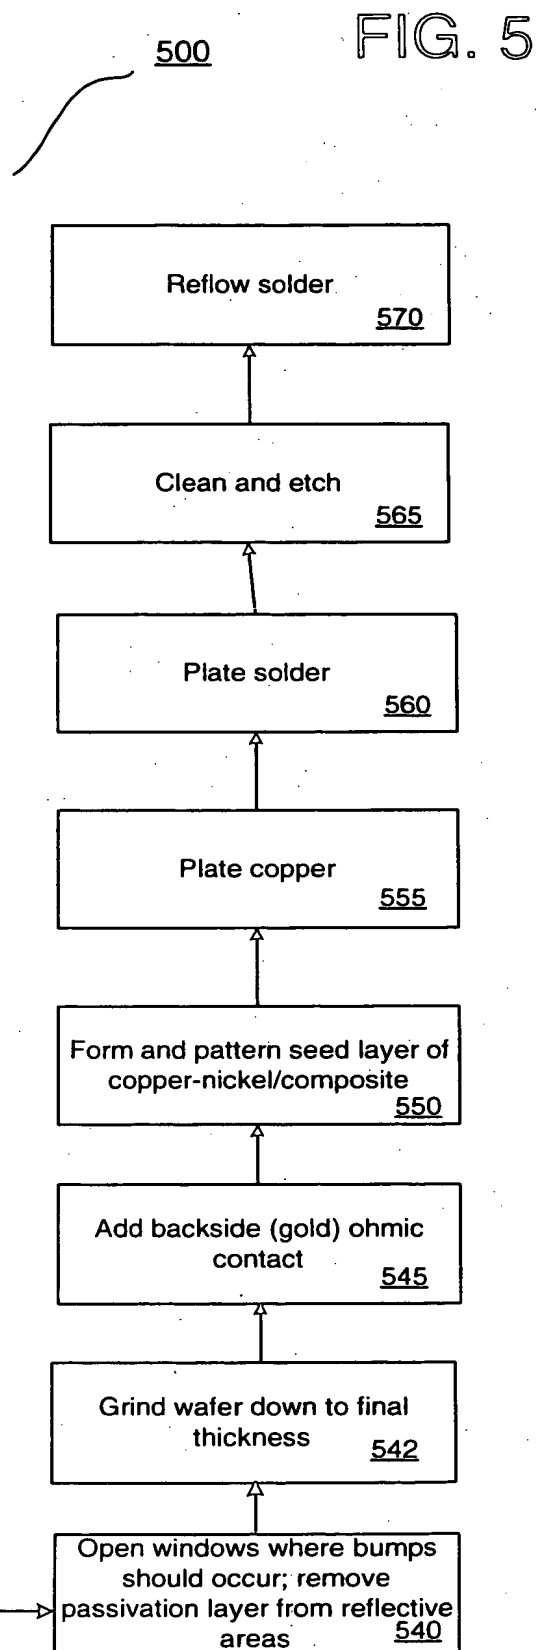 500
FIG. 5
Reflow solder
570
Clean and etch
565
Plate solder
560
Plate copper
555
Form and pattern seed layer of
copper-nickel/composite
550
Add backside (gold) ohmic
contact
545
Grind wafer down to final
thickness
542
Open windows where bumps
should occur; remove
passivation layer from reflective
areas
540